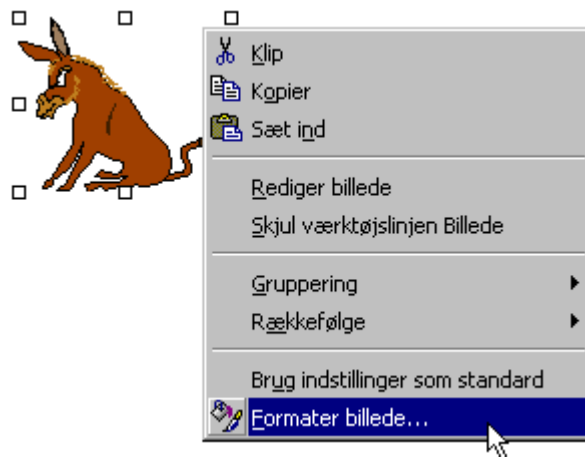 Klip
Kopier
Sæt ind
Rediger billede
Skjul værktøjslinjen Billede
Gruppering
Rækkefølge
Brug indstillinger som standard
Formater billede...